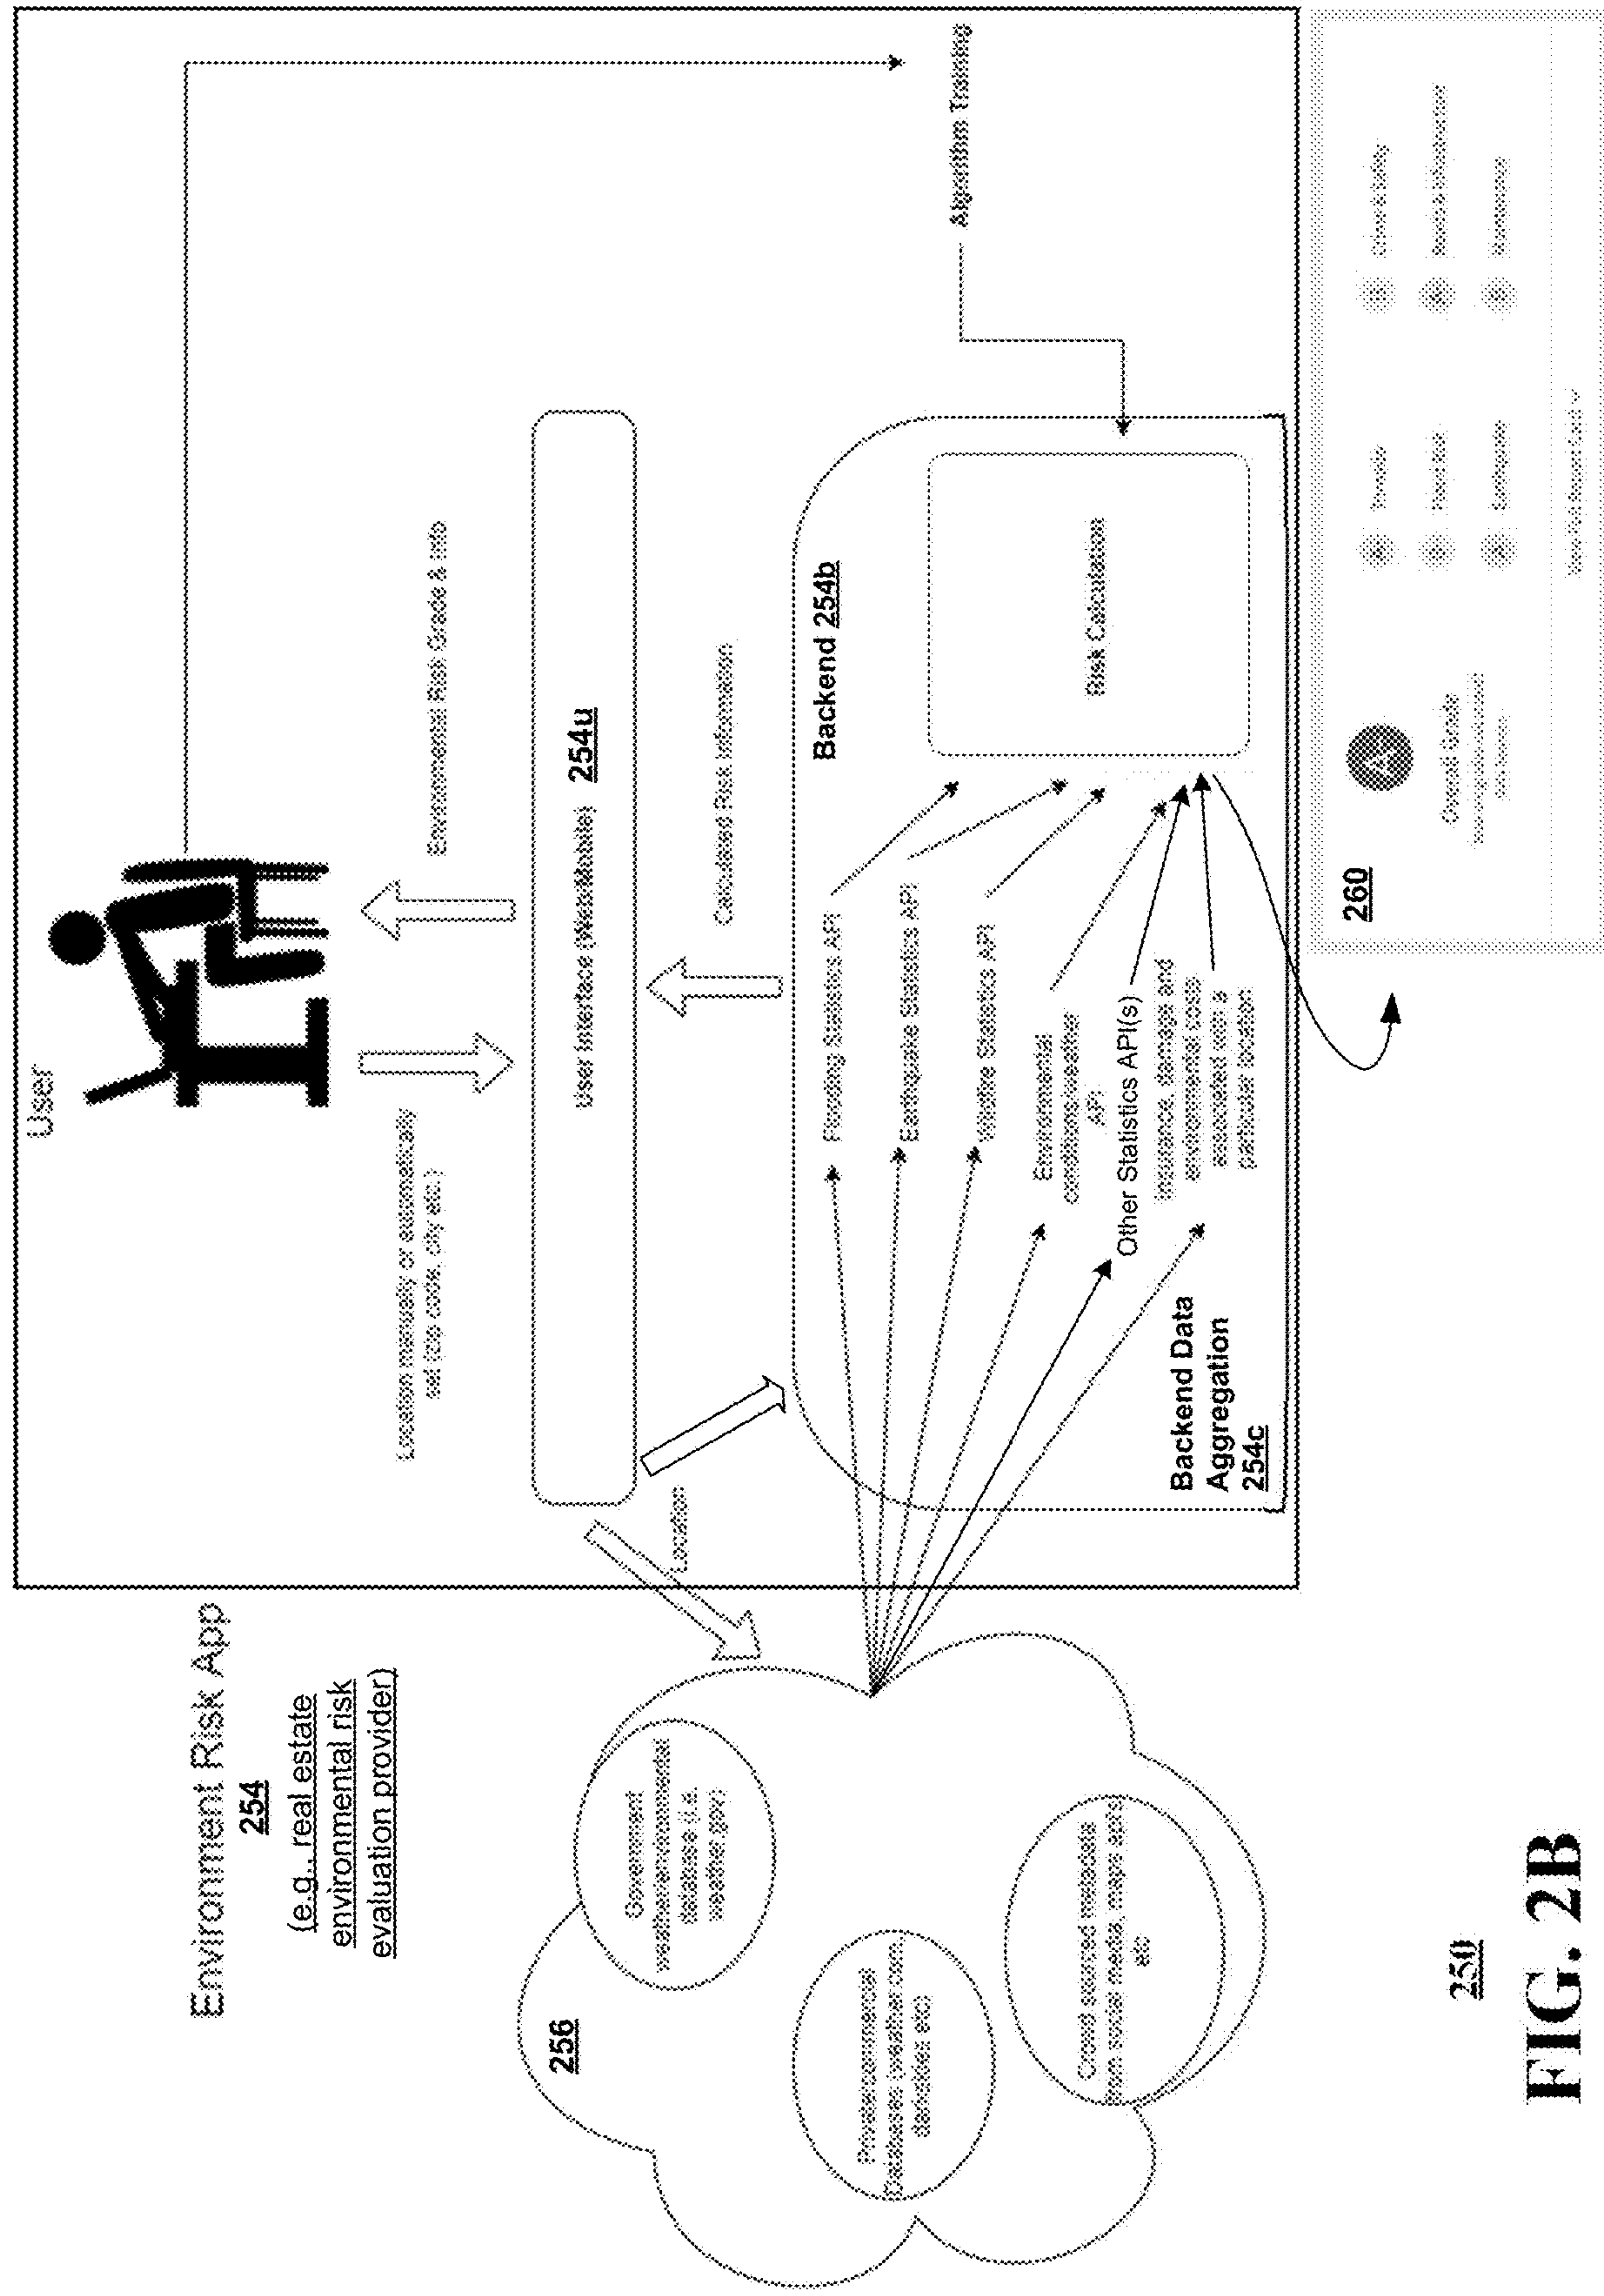 Environment Risk App
254
(e.g., real estate
environmental risk
evaluation provider)
User
Location manually or automatically
set (zip code, city etc.)
Environmental Risk Grade & Info
User Interface (Web/Mobile) 254u
Location
Calculated Risk Information
Backend 254b
Flooding Statistics API
Earthquake Statistics API
Wildfire Statistics API
Environmental
conditions/weather
API
Other Statistics API(s)
Insurance, damage and
environmental costs
associated with a
particular location
Risk Calculation
Algorithm Training
Backend Data
Aggregation
254c
256
Government
weather/environmental
database (i.e.
weather.gov)
Private/commercial
Databases (weather.com,
etc)
Crowd sourced metadata
from social media, maps apis
etc
260
Overall Grade
250
FIG. 2B